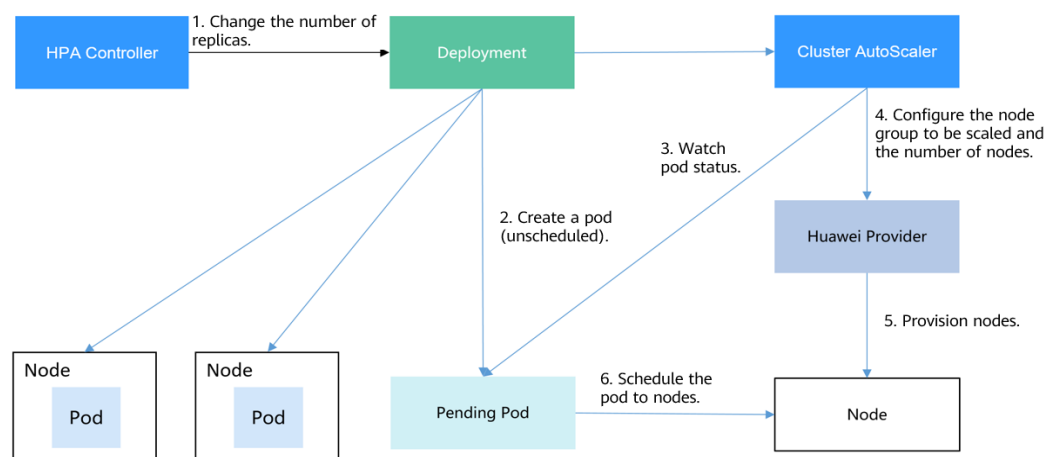 1. Change the number of
replicas.
HPA Controller
Deployment
Cluster AutoScaler
4. Configure the node
group to be scaled and
the number of nodes.
3. Watch
pod status.
2. Create a pod
(unscheduled).
Huawei Provider
5. Provision nodes.
Node
Pod
Node
Pod
Pending Pod
6. Schedule the
pod to nodes.
Node